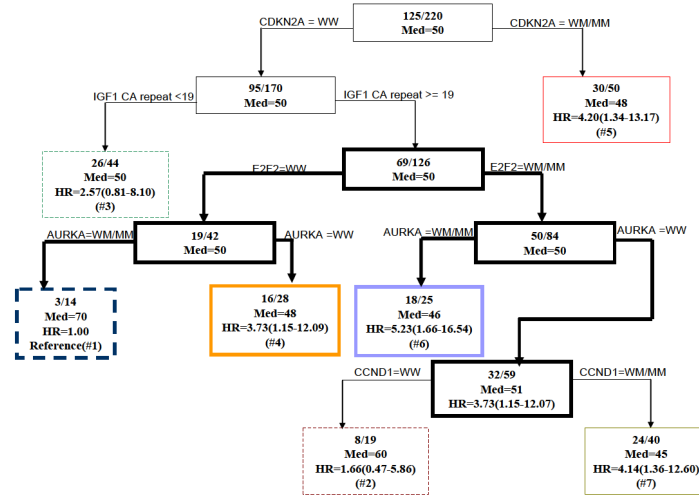 125/220
Med=50
CDKN2A = WW
CDKN2A = WM/MM
95/170
Med=50
30/50
Med=48
HR=4.20(1.34-13.17)
(#5)
IGF1 CA repeat <19
IGF1 CA repeat >= 19
26/44
Med=50
HR=2.57(0.81-8.10)
(#3)
69/126
Med=50
E2F2=WW
E2F2=WM/MM
19/42
Med=50
50/84
Med=50
AURKA=WM/MM
AURKA =WW
AURKA=WM/MM
AURKA =WW
3/14
Med=70
HR=1.00
Reference(#1)
16/28
Med=48
HR=3.73(1.15-12.09)
(#4)
18/25
Med=46
HR=5.23(1.66-16.54)
(#6)
32/59
Med=51
HR=3.73(1.15-12.07)
CCND1=WW
CCND1=WM/MM
8/19
Med=60
HR=1.66(0.47-5.86)
(#2)
24/40
Med=45
HR=4.14(1.36-12.60)
(#7)